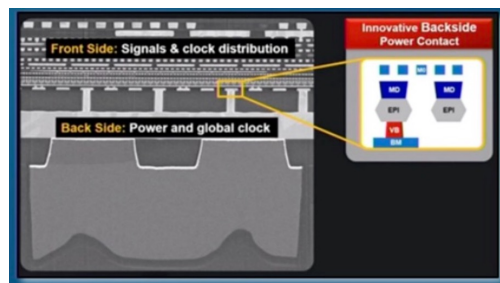 Front Side: Signals & clock distribution
Back Side: Power and global clock
Innovative Backside
Power Contact
M0
MD
MD
EPI
EPI
VB
BM